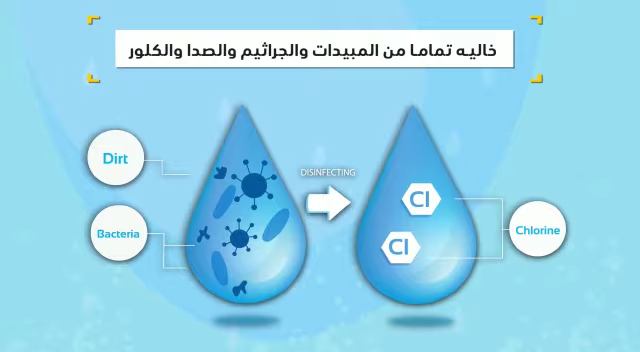 خاليه تماما من المبيدات والجراثيم والصدا والكلور
Dirt
DISINFECTING
Cl
Bacteria
Chlorine
Cl